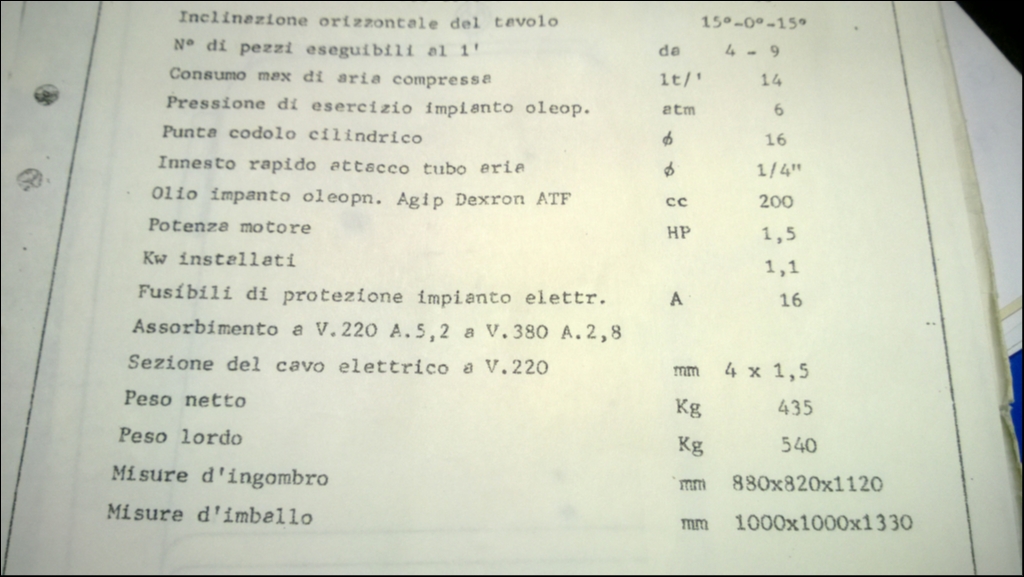 Inclinazione orizzontale del tavolo 15°-0°-15°
N° di pezzi eseguibili al 1' da 4 - 9
Consumo max di aria compressa lt/' 14
Pressione di esercizio impianto oleop. atm 6
Punta codolo cilindrico ϕ 16
Innesto rapido attacco tubo aria ϕ 1/4"
Olio impanto oleopn. Agip Dexron ATF cc 200
Potenza motore HP 1,5
Kw installati 1,1
Fusibili di protezione impianto elettr. A 16
Assorbimento a V.220 A.5,2 a V.380 A.2,8
Sezione del cavo elettrico a V.220 mm 4 x 1,5
Peso netto Kg 435
Peso lordo Kg 540
Misure d'ingombro mm 880x820x1120
Misure d'imballo mm 1000x1000x1330